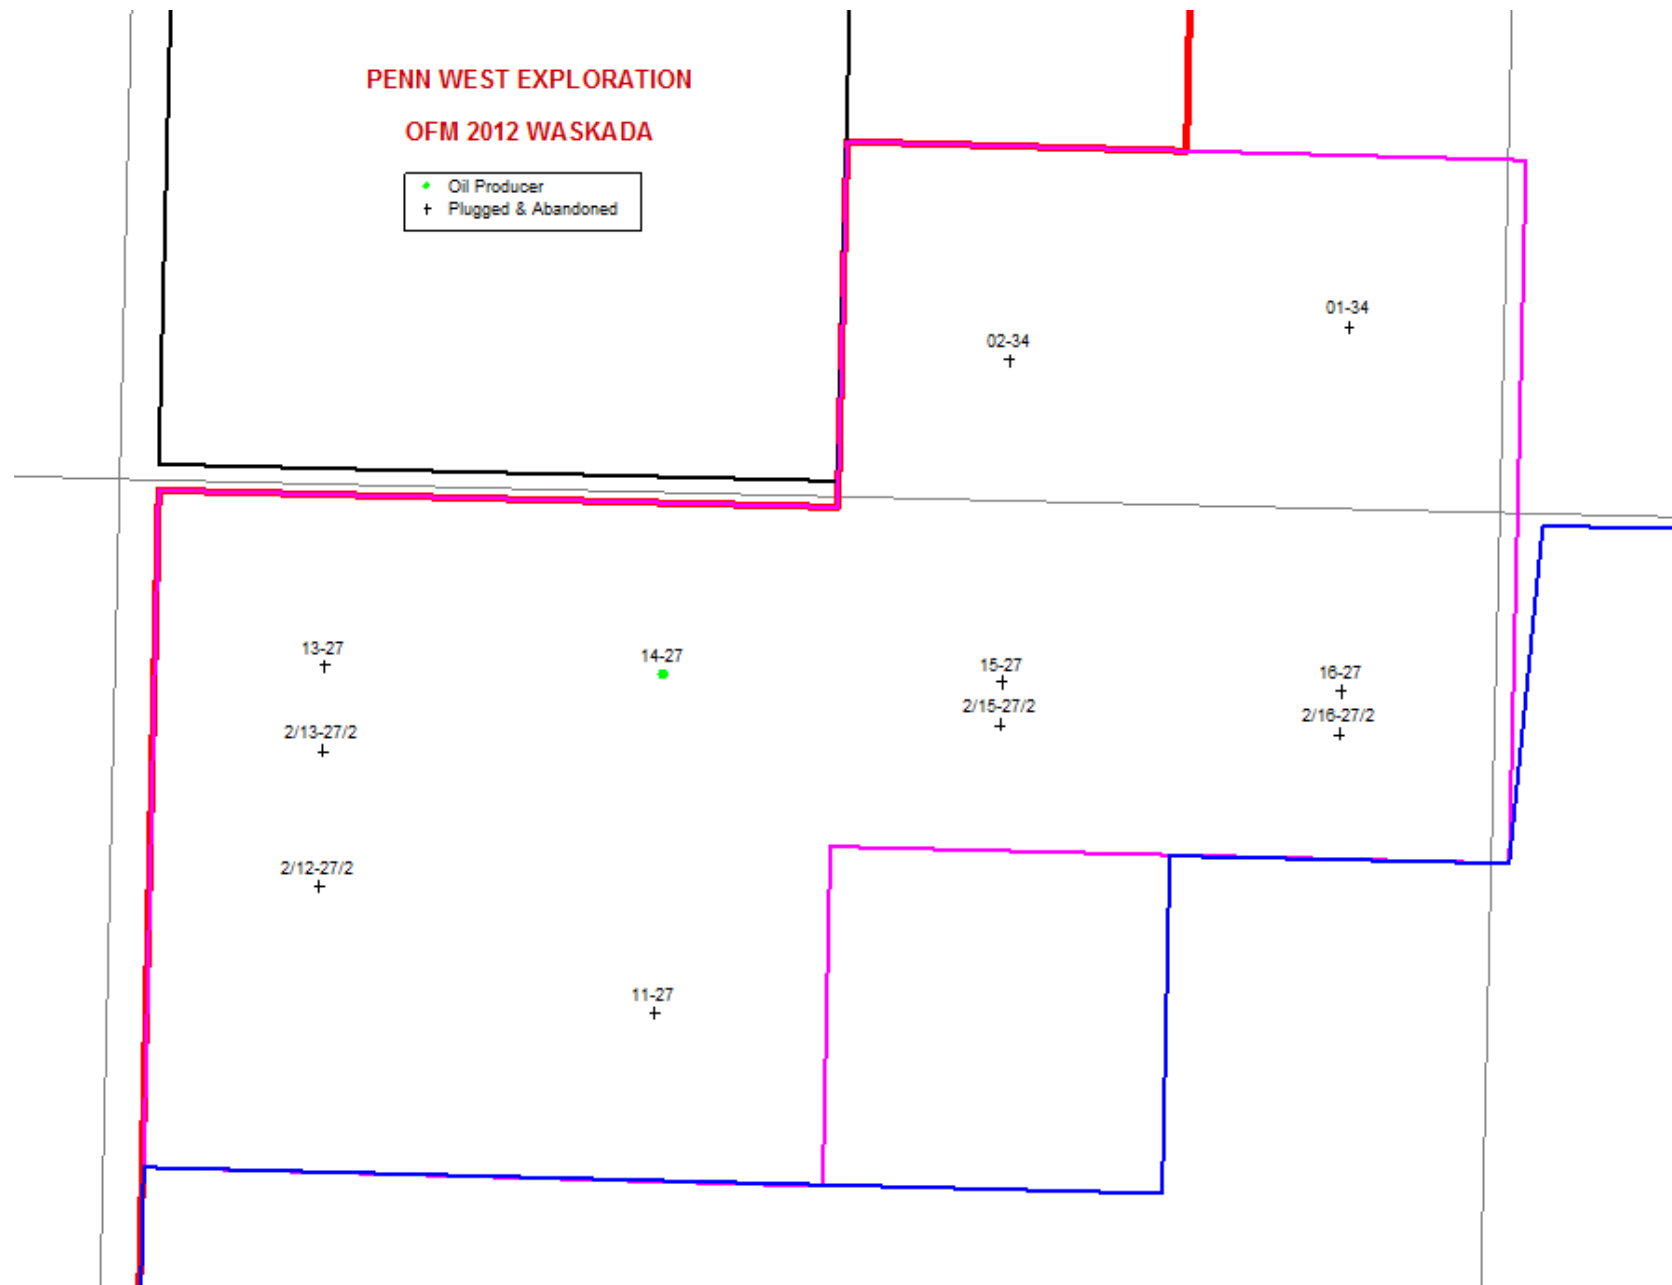 PENN WEST EXPLORATION
OFM 2012 WASKADA
Oil Producer
Plugged & Abandoned
01-34
02-34
13-27
14-27
15-27
16-27
2/13-27/2
2/15-27/2
2/16-27/2
2/12-27/2
11-27